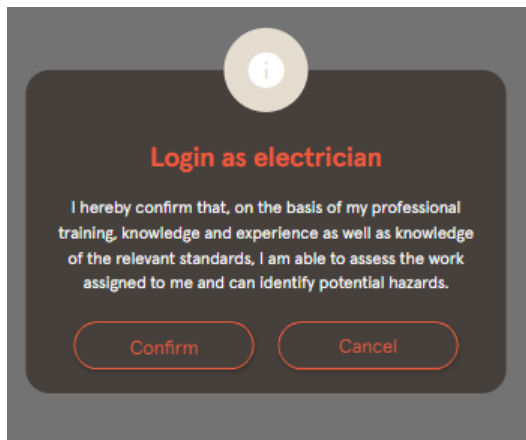 Login as electrician
I hereby confirm that, on the basis of my professional
training, knowledge and experience as well as knowledge
of the relevant standards, I am able to assess the work
assigned to me and can identify potential hazards.
Confirm
Cancel